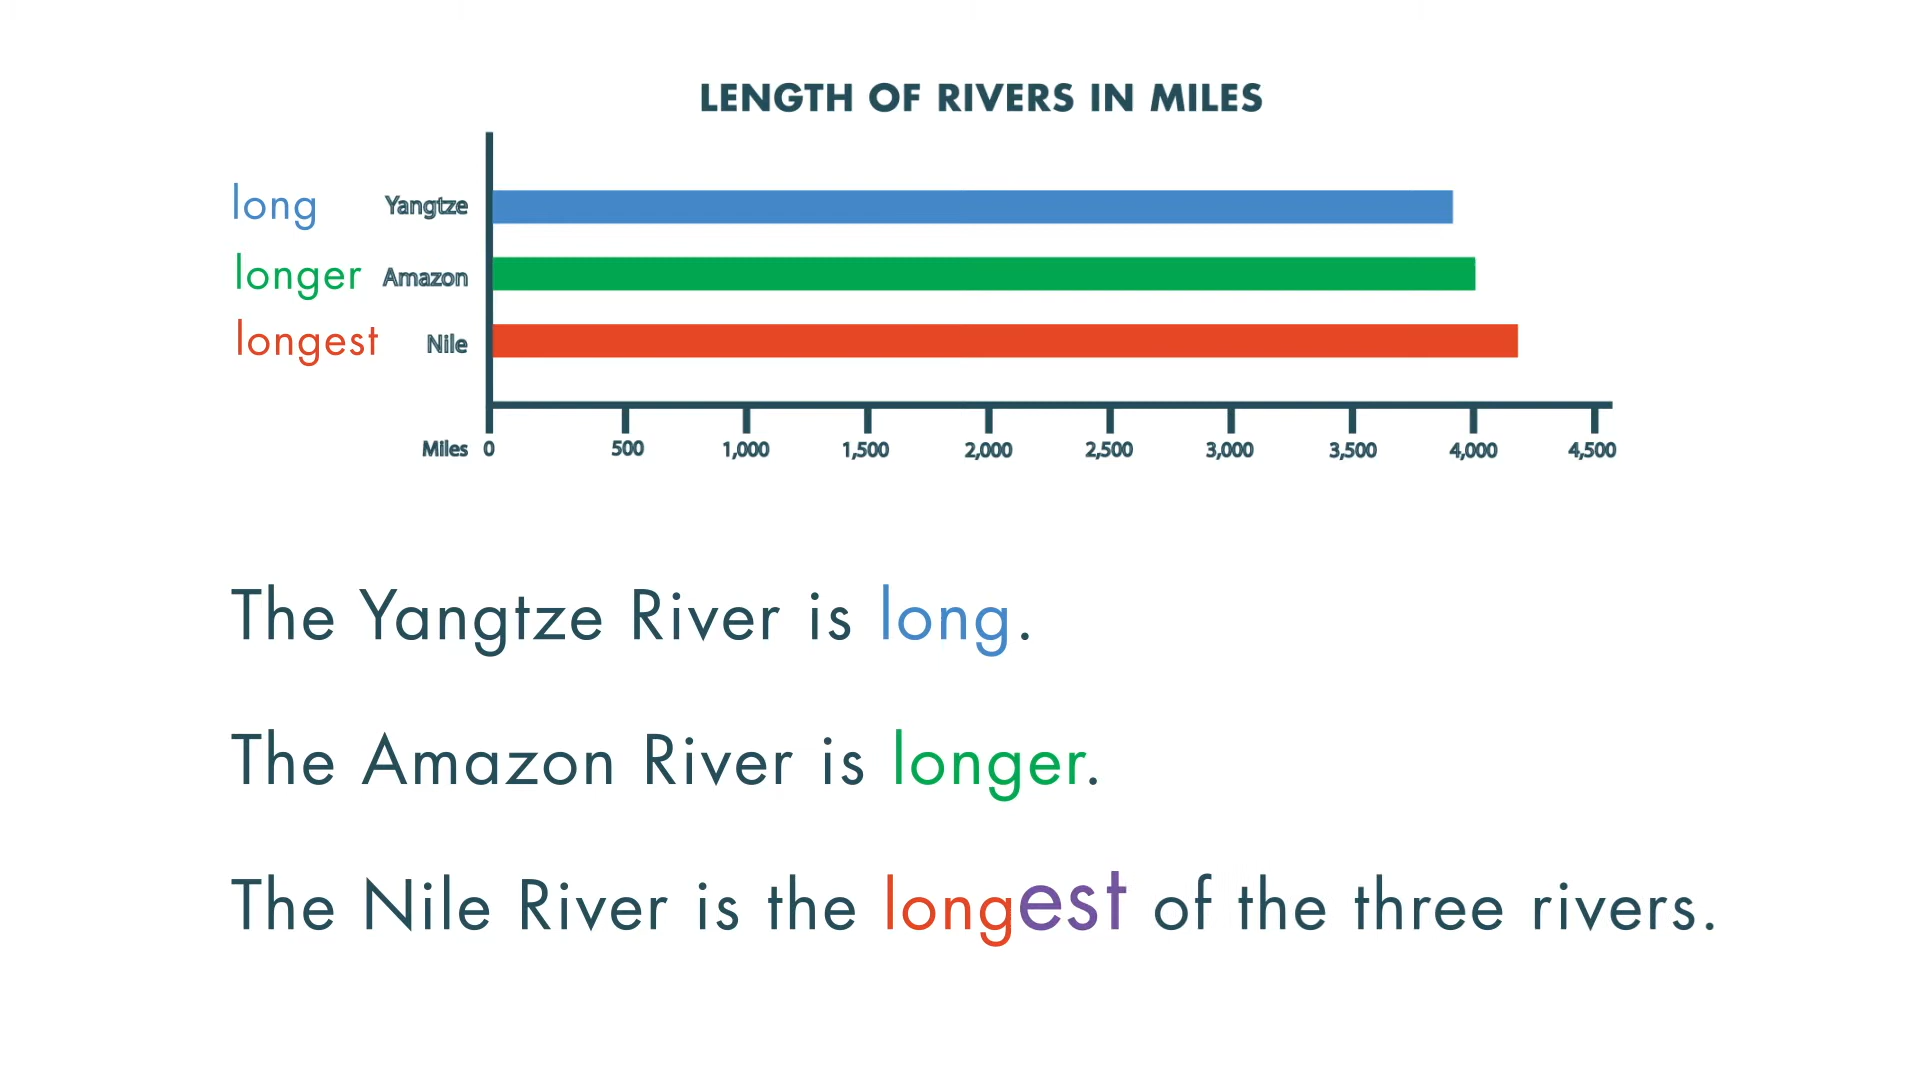 LENGTH OF RIVERS IN MILES
long Yangtze
longer Amazon
longest Nile
Miles 0 500 1,000 1,500 2,000 2,500 3,000 3,500 4,000 4,500
The Yangtze River is long.
The Amazon River is longer.
The Nile River is the longest of the three rivers.